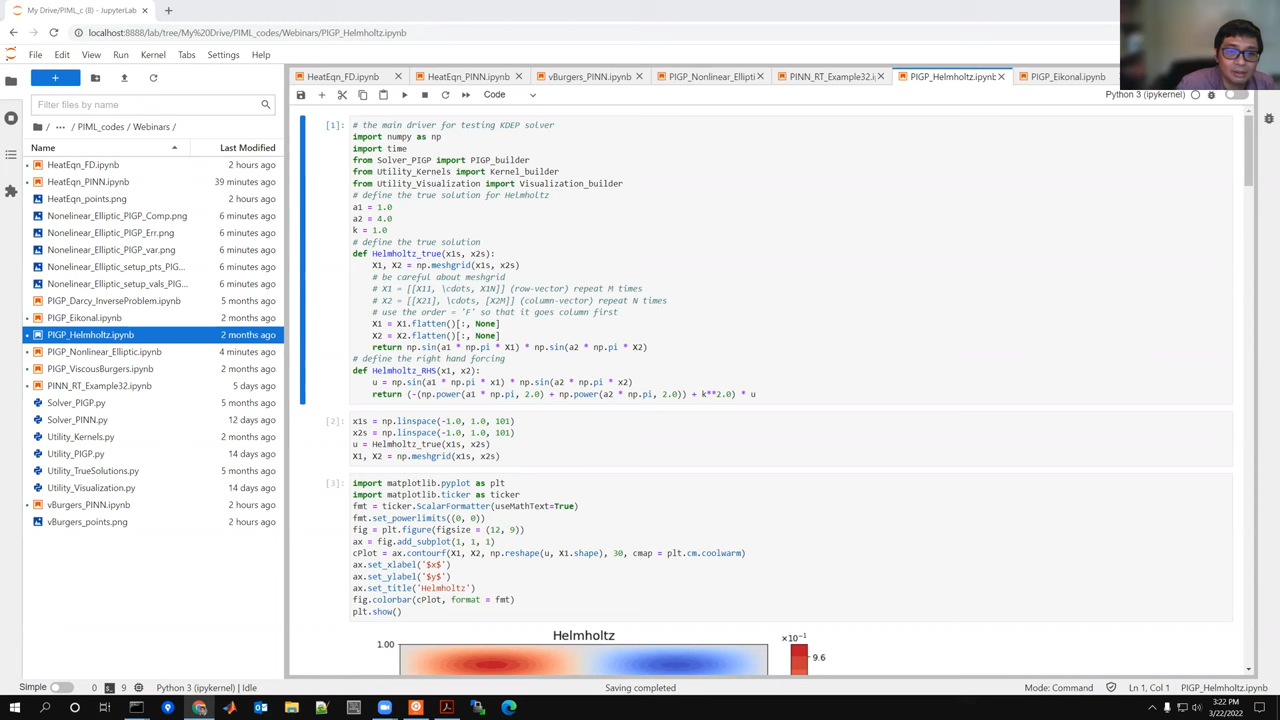 My Drive/PIML_c (8) - JupyterLab
localhost:8888/lab/tree/My%20Drive/PIML_codes/Webinars/PIGP_Helmholtz.ipynb
File Edit View Run Kernel Tabs Settings Help
HeatEqn_FD.ipynb
HeatEqn_PINN.ipynb
vBurgers_PINN.ipynb
PIGP_Nonlinear_Ellipti
PINN_RT_Example32.i
PIGP_Helmholtz.ipynb
PIGP_Eikonal.ipynb
Code
Python 3 (ipykernel)
Filter files by name
/ ··· / PIML_codes / Webinars /
Name Last Modified
HeatEqn_FD.ipynb 2 hours ago
HeatEqn_PINN.ipynb 39 minutes ago
HeatEqn_points.png 2 hours ago
Nonelinear_Elliptic_PIGP_Comp.png 6 minutes ago
Nonelinear_Elliptic_PIGP_Err.png 6 minutes ago
Nonelinear_Elliptic_PIGP_var.png 6 minutes ago
Nonelinear_Elliptic_setup_pts_PIG... 6 minutes ago
Nonelinear_Elliptic_setup_vals_PIG... 6 minutes ago
PIGP_Darcy_InverseProblem.ipynb 5 months ago
PIGP_Eikonal.ipynb 2 months ago
PIGP_Helmholtz.ipynb 2 months ago
PIGP_Nonlinear_Elliptic.ipynb 4 minutes ago
PIGP_ViscousBurgers.ipynb 2 months ago
PINN_RT_Example32.ipynb 5 days ago
Solver_PIGP.py 5 months ago
Solver_PINN.py 12 days ago
Utility_Kernels.py 2 months ago
Utility_PIGP.py 14 days ago
Utility_TrueSolutions.py 5 months ago
Utility_Visualization.py 14 days ago
vBurgers_PINN.ipynb 2 hours ago
vBurgers_points.png 2 hours ago
[1]:
# the main driver for testing KDEP solver
import numpy as np
import time
from Solver_PIGP import PIGP_builder
from Utility_Kernels import Kernel_builder
from Utility_Visualization import Visualization_builder
# define the true solution for Helmholtz
a1 = 1.0
a2 = 4.0
k = 1.0
# define the true solution
def Helmholtz_true(x1s, x2s):
X1, X2 = np.meshgrid(x1s, x2s)
# be careful about meshgrid
# X1 = [[X11, \cdots, X1N]] (row-vector) repeat M times
# X2 = [[X21], \cdots, [X2M]] (column-vector) repeat N times
# use the order = 'F' so that it goes column first
X1 = X1.flatten()[:, None]
X2 = X2.flatten()[:, None]
return np.sin(a1 * np.pi * X1) * np.sin(a2 * np.pi * X2)
# define the right hand forcing
def Helmholtz_RHS(x1, x2):
u = np.sin(a1 * np.pi * x1) * np.sin(a2 * np.pi * x2)
return (-(np.power(a1 * np.pi, 2.0) + np.power(a2 * np.pi, 2.0)) + k**2.0) * u
[2]:
x1s = np.linspace(-1.0, 1.0, 101)
x2s = np.linspace(-1.0, 1.0, 101)
u = Helmholtz_true(x1s, x2s)
X1, X2 = np.meshgrid(x1s, x2s)
[3]:
import matplotlib.pyplot as plt
import matplotlib.ticker as ticker
fmt = ticker.ScalarFormatter(useMathText=True)
fmt.set_powerlimits((0, 0))
fig = plt.figure(figsize = (12, 9))
ax = fig.add_subplot(1, 1, 1)
cPlot = ax.contourf(X1, X2, np.reshape(u, X1.shape), 30, cmap = plt.cm.coolwarm)
ax.set_xlabel('$x$')
ax.set_ylabel('$y$')
ax.set_title('Helmholtz')
fig.colorbar(cPlot, format = fmt)
plt.show()
Helmholtz
×10⁻¹
1.00
9.6
Simple 0 9 Python 3 (ipykernel) | Idle Saving completed Mode: Command Ln 1, Col 1 PIGP_Helmholtz.ipynb
3:22 PM
3/22/2022